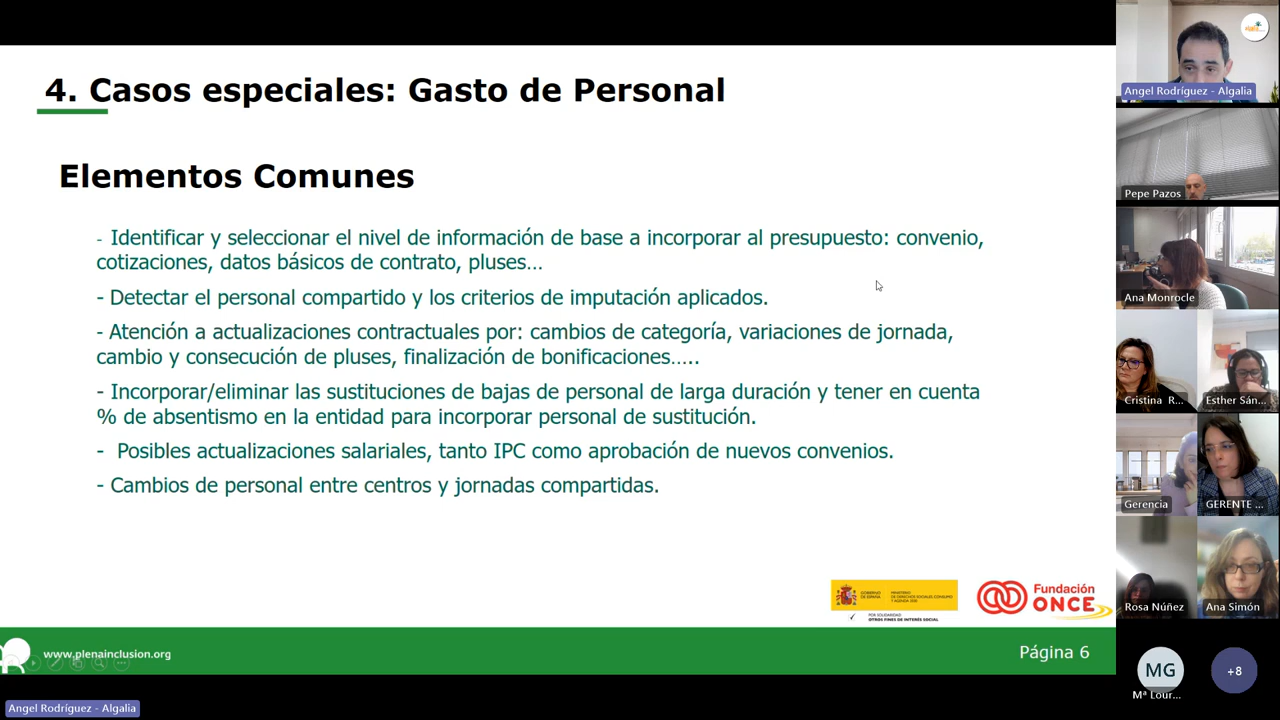 4. Casos especiales: Gasto de Personal
Elementos Comunes
- Identificar y seleccionar el nivel de información de base a incorporar al presupuesto: convenio,
cotizaciones, datos básicos de contrato, pluses…
- Detectar el personal compartido y los criterios de imputación aplicados.
- Atención a actualizaciones contractuales por: cambios de categoría, variaciones de jornada,
cambio y consecución de pluses, finalización de bonificaciones…..
- Incorporar/eliminar las sustituciones de bajas de personal de larga duración y tener en cuenta
% de absentismo en la entidad para incorporar personal de sustitución.
- Posibles actualizaciones salariales, tanto IPC como aprobación de nuevos convenios.
- Cambios de personal entre centros y jornadas compartidas.
GOBIERNO
DE ESPAÑA
MINISTERIO
DE DERECHOS SOCIALES, CONSUMO
Y AGENDA 2030
POR SOLIDARIDAD
OTROS FINES DE INTERÉS SOCIAL
Fundación
ONCE
www.plenainclusion.org
Página 6
Angel Rodríguez - Algalia
Angel Rodríguez - Algalia
Pepe Pazos
Ana Monrocle
Cristina R...
Esther Sán...
Gerencia
GERENTE ...
Rosa Núñez
Ana Simón
MG
Mª Lour...
+8